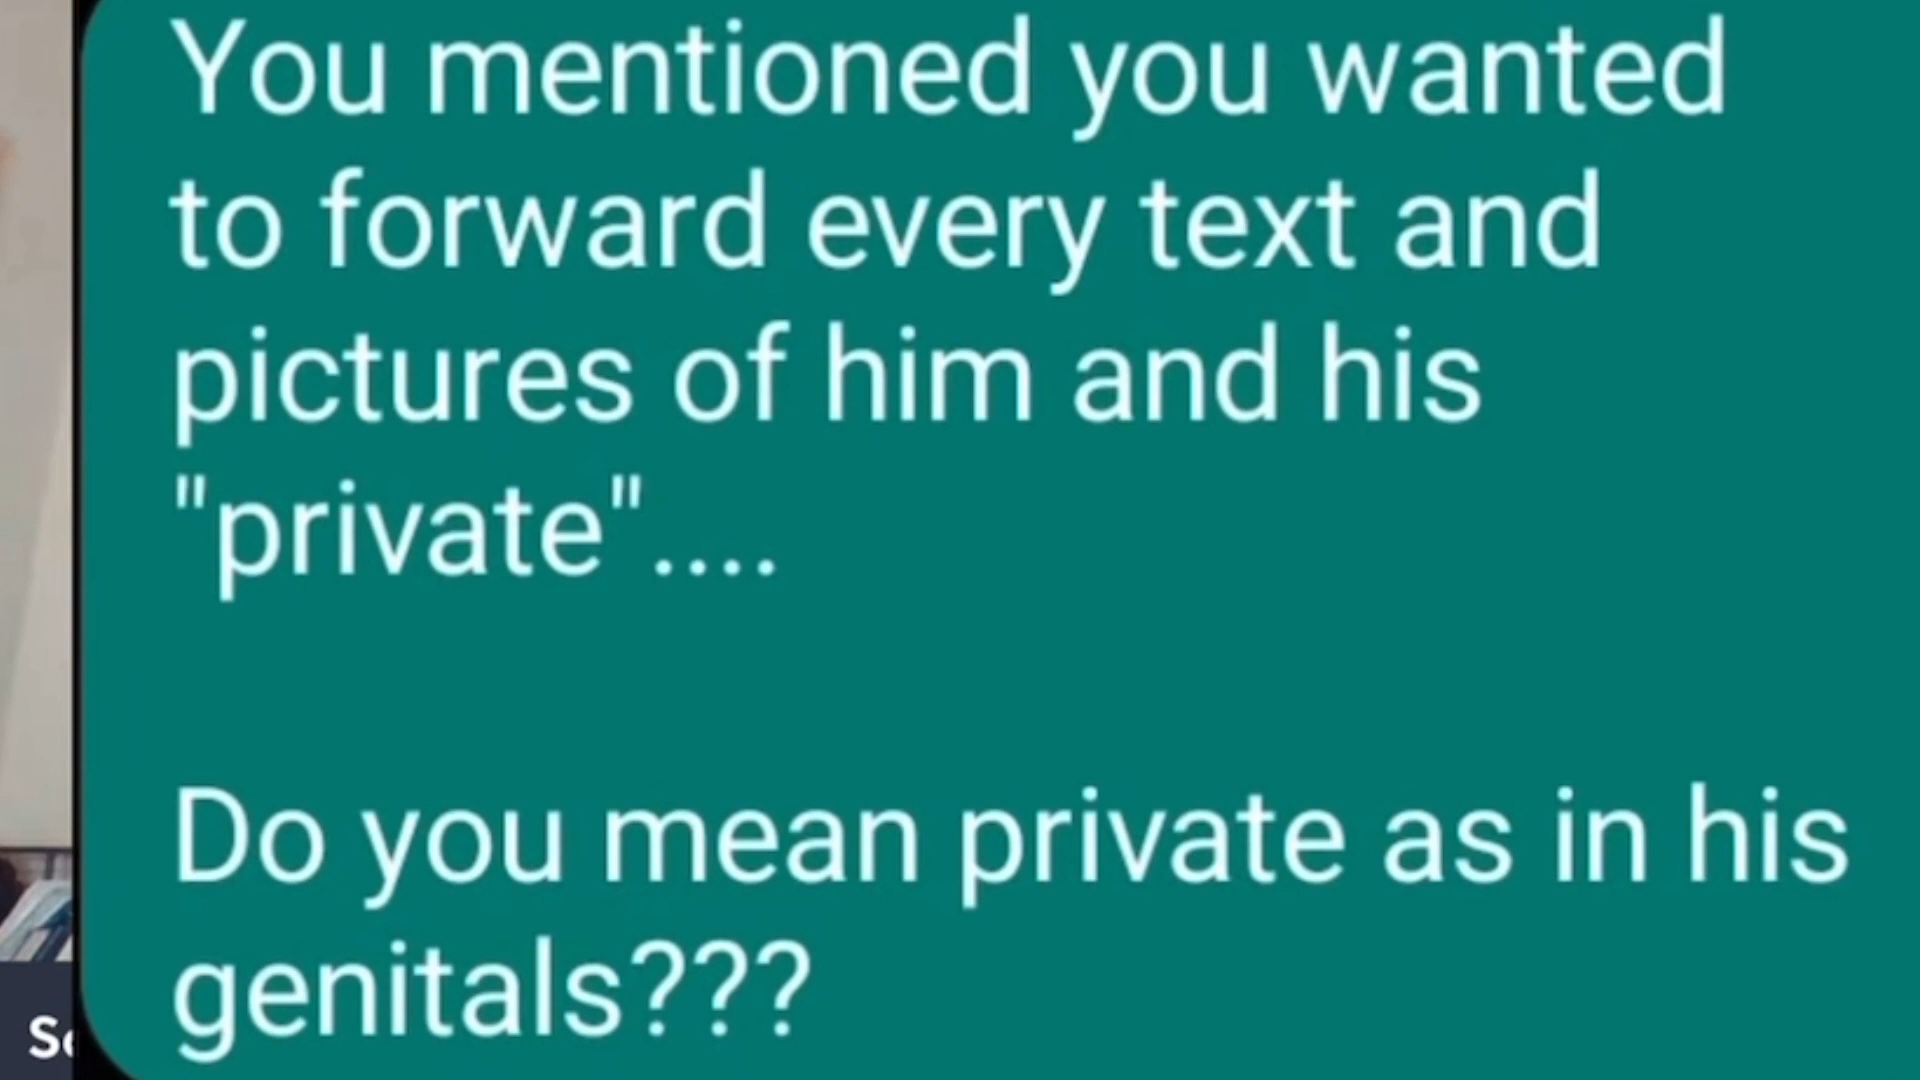 You mentioned you wanted
to forward every text and
pictures of him and his
"private"....
Do you mean private as in his
genitals???